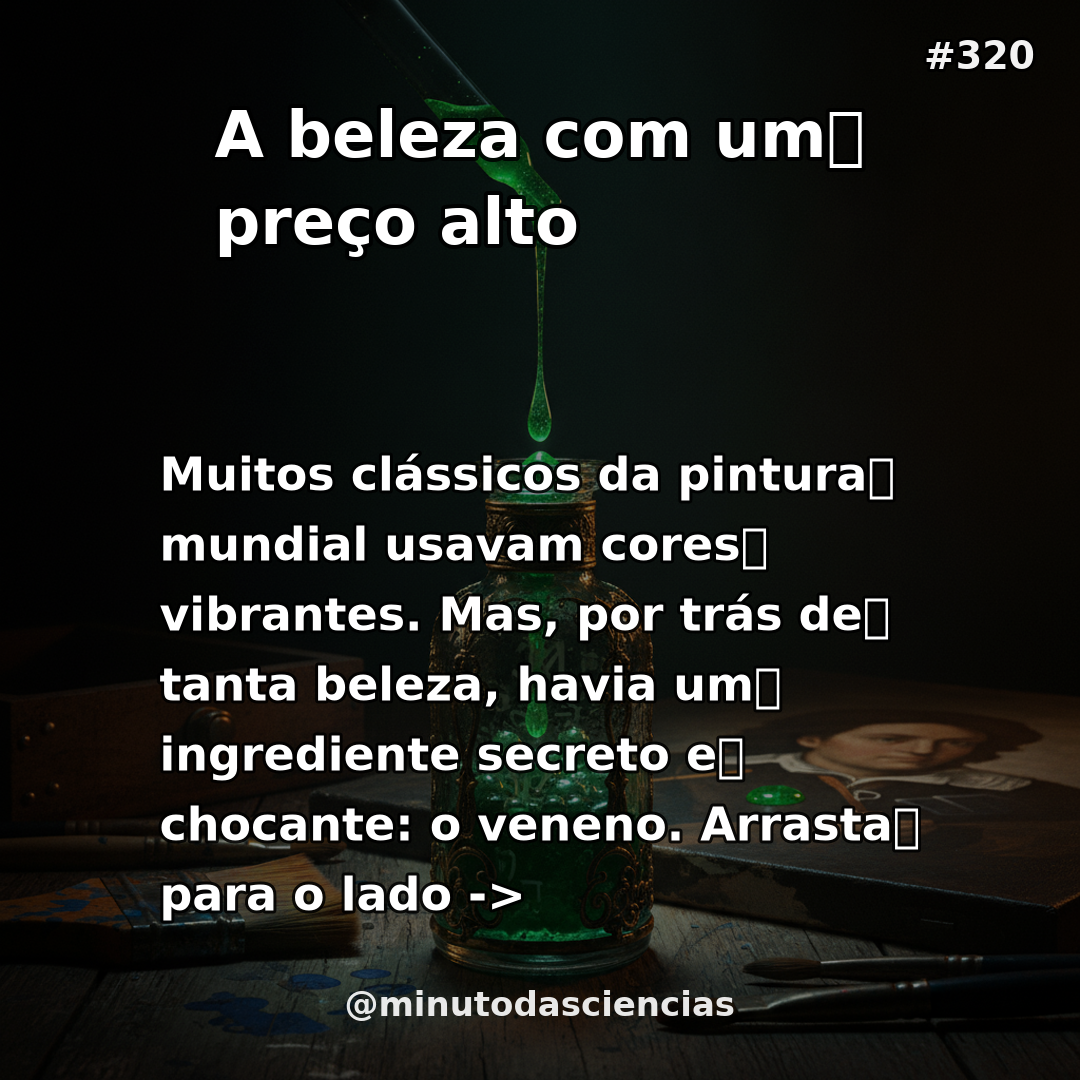 #320
A beleza com um▯
preço alto
Muitos clássicos da pintura▯
mundial usavam cores▯
vibrantes. Mas, por trás de▯
tanta beleza, havia um▯
ingrediente secreto e▯
chocante: o veneno. Arrasta▯
para o lado ->
@minutodasciencias